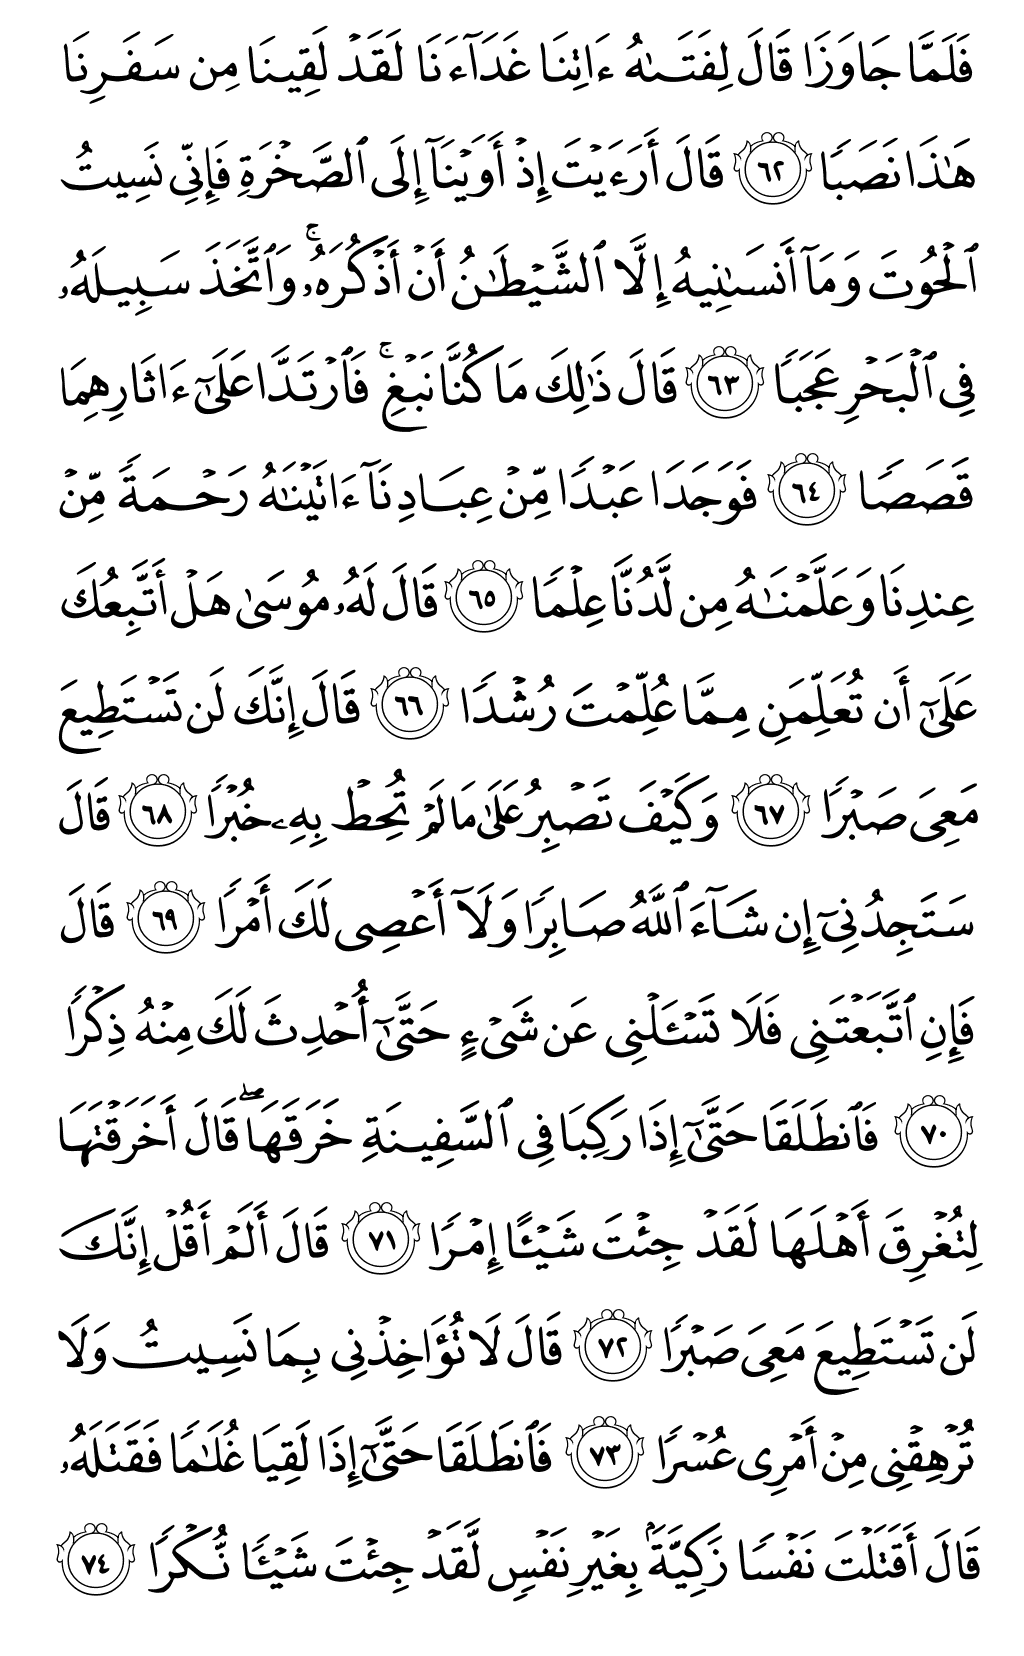 فَلَمَّا جَاوَزَا قَالَ لِفَتَىٰهُ ءَاتِنَا غَدَآءَنَا لَقَدۡ لَقِينَا مِن سَفَرِنَا
هَٰذَا نَصَبٗا ٦٢ قَالَ أَرَءَيۡتَ إِذۡ أَوَيۡنَآ إِلَى ٱلصَّخۡرَةِ فَإِنِّي نَسِيتُ
ٱلۡحُوتَ وَمَآ أَنسَىٰنِيهُ إِلَّا ٱلشَّيۡطَٰنُ أَنۡ أَذۡكُرَهُۥۚ وَٱتَّخَذَ سَبِيلَهُۥ
فِي ٱلۡبَحۡرِ عَجَبٗا ٦٣ قَالَ ذَٰلِكَ مَا كُنَّا نَبۡغِۚ فَٱرۡتَدَّا عَلَىٰٓ ءَاثَارِهِمَا
قَصَصٗا ٦٤ فَوَجَدَا عَبۡدٗا مِّنۡ عِبَادِنَآ ءَاتَيۡنَٰهُ رَحۡمَةٗ مِّنۡ
عِندِنَا وَعَلَّمۡنَٰهُ مِن لَّدُنَّا عِلۡمٗا ٦٥ قَالَ لَهُۥ مُوسَىٰ هَلۡ أَتَّبِعُكَ
عَلَىٰٓ أَن تُعَلِّمَنِ مِمَّا عُلِّمۡتَ رُشۡدٗا ٦٦ قَالَ إِنَّكَ لَن تَسۡتَطِيعَ
مَعِيَ صَبۡرٗا ٦٧ وَكَيۡفَ تَصۡبِرُ عَلَىٰ مَا لَمۡ تُحِطۡ بِهِۦ خُبۡرٗا ٦٨ قَالَ
سَتَجِدُنِيٓ إِن شَآءَ ٱللَّهُ صَابِرٗا وَلَآ أَعۡصِي لَكَ أَمۡرٗا ٦٩ قَالَ
فَإِنِ ٱتَّبَعۡتَنِي فَلَا تَسۡـَٔلۡنِي عَن شَيۡءٍ حَتَّىٰٓ أُحۡدِثَ لَكَ مِنۡهُ ذِكۡرٗا
٧٠ فَٱنطَلَقَا حَتَّىٰٓ إِذَا رَكِبَا فِي ٱلسَّفِينَةِ خَرَقَهَاۖ قَالَ أَخَرَقۡتَهَا
لِتُغۡرِقَ أَهۡلَهَا لَقَدۡ جِئۡتَ شَيۡـًٔا إِمۡرٗا ٧١ قَالَ أَلَمۡ أَقُلۡ إِنَّكَ
لَن تَسۡتَطِيعَ مَعِيَ صَبۡرٗا ٧٢ قَالَ لَا تُؤَاخِذۡنِي بِمَا نَسِيتُ وَلَا
تُرۡهِقۡنِي مِنۡ أَمۡرِي عُسۡرٗا ٧٣ فَٱنطَلَقَا حَتَّىٰٓ إِذَا لَقِيَا غُلَٰمٗا فَقَتَلَهُۥ
قَالَ أَقَتَلۡتَ نَفۡسٗا زَكِيَّةَۢ بِغَيۡرِ نَفۡسٖ لَّقَدۡ جِئۡتَ شَيۡـٔٗا نُّكۡرٗا ٧٤